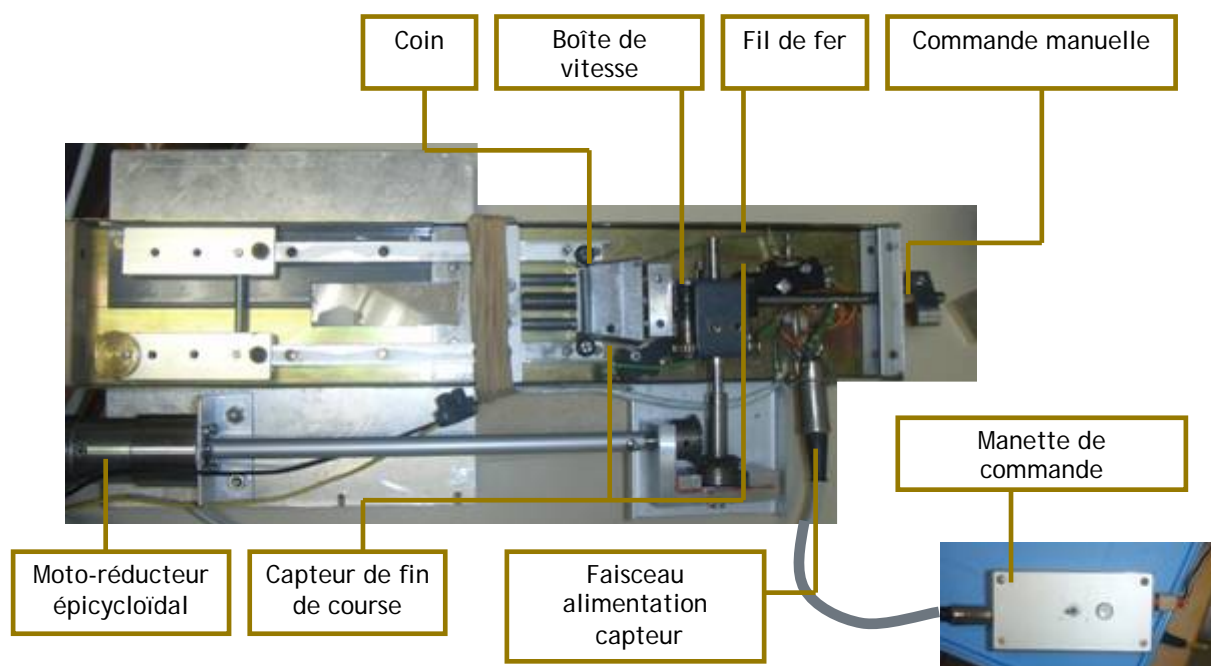 Coin
Boîte de
vitesse
Fil de fer
Commande manuelle
Manette de
commande
Moto-réducteur
épicycloïdal
Capteur de fin
de course
Faisceau
alimentation
capteur